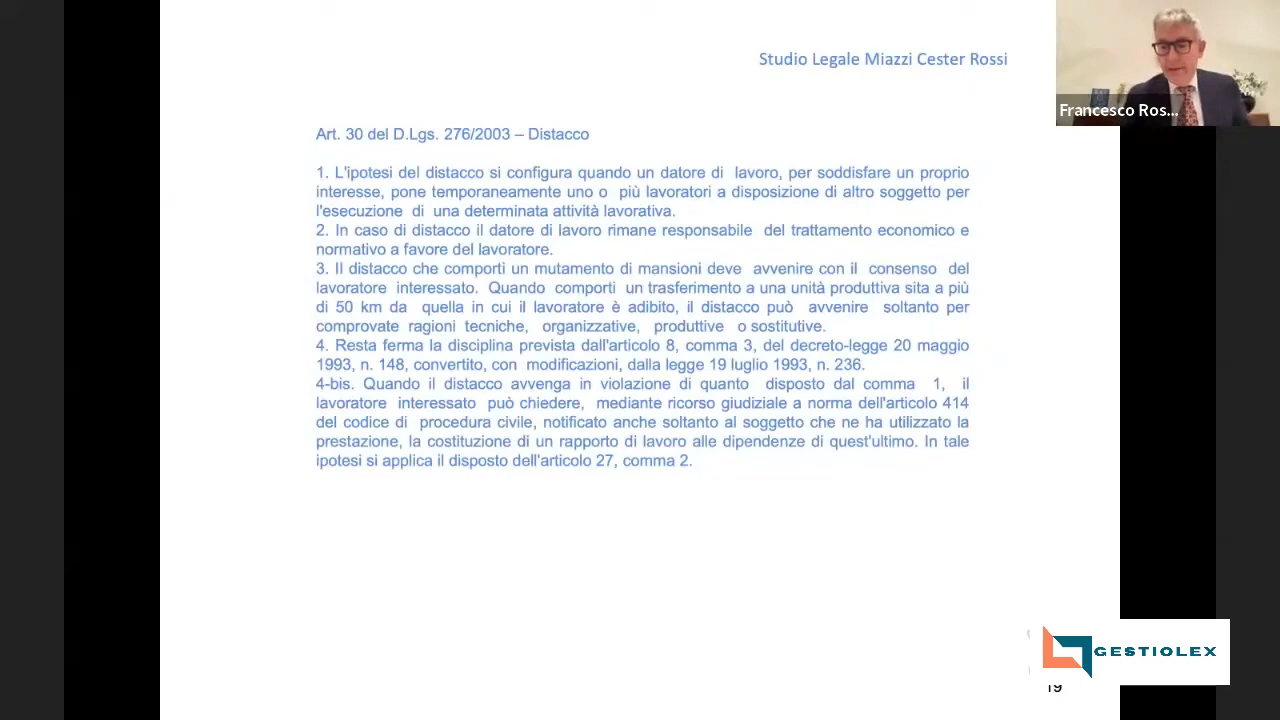 Studio Legale Miazzi Cester Rossi
Francesco Ros...
Art. 30 del D.Lgs. 276/2003 – Distacco
1. L'ipotesi del distacco si configura quando un datore di lavoro, per soddisfare un proprio
interesse, pone temporaneamente uno o più lavoratori a disposizione di altro soggetto per
l'esecuzione di una determinata attività lavorativa.
2. In caso di distacco il datore di lavoro rimane responsabile del trattamento economico e
normativo a favore del lavoratore.
3. Il distacco che comporti un mutamento di mansioni deve avvenire con il consenso del
lavoratore interessato. Quando comporti un trasferimento a una unità produttiva sita a più
di 50 km da quella in cui il lavoratore è adibito, il distacco può avvenire soltanto per
comprovate ragioni tecniche, organizzative, produttive o sostitutive.
4. Resta ferma la disciplina prevista dall'articolo 8, comma 3, del decreto-legge 20 maggio
1993, n. 148, convertito, con modificazioni, dalla legge 19 luglio 1993, n. 236.
4-bis. Quando il distacco avvenga in violazione di quanto disposto dal comma 1, il
lavoratore interessato può chiedere, mediante ricorso giudiziale a norma dell'articolo 414
del codice di procedura civile, notificato anche soltanto al soggetto che ne ha utilizzato la
prestazione, la costituzione di un rapporto di lavoro alle dipendenze di quest'ultimo. In tale
ipotesi si applica il disposto dell'articolo 27, comma 2.
GESTIOLEX
19